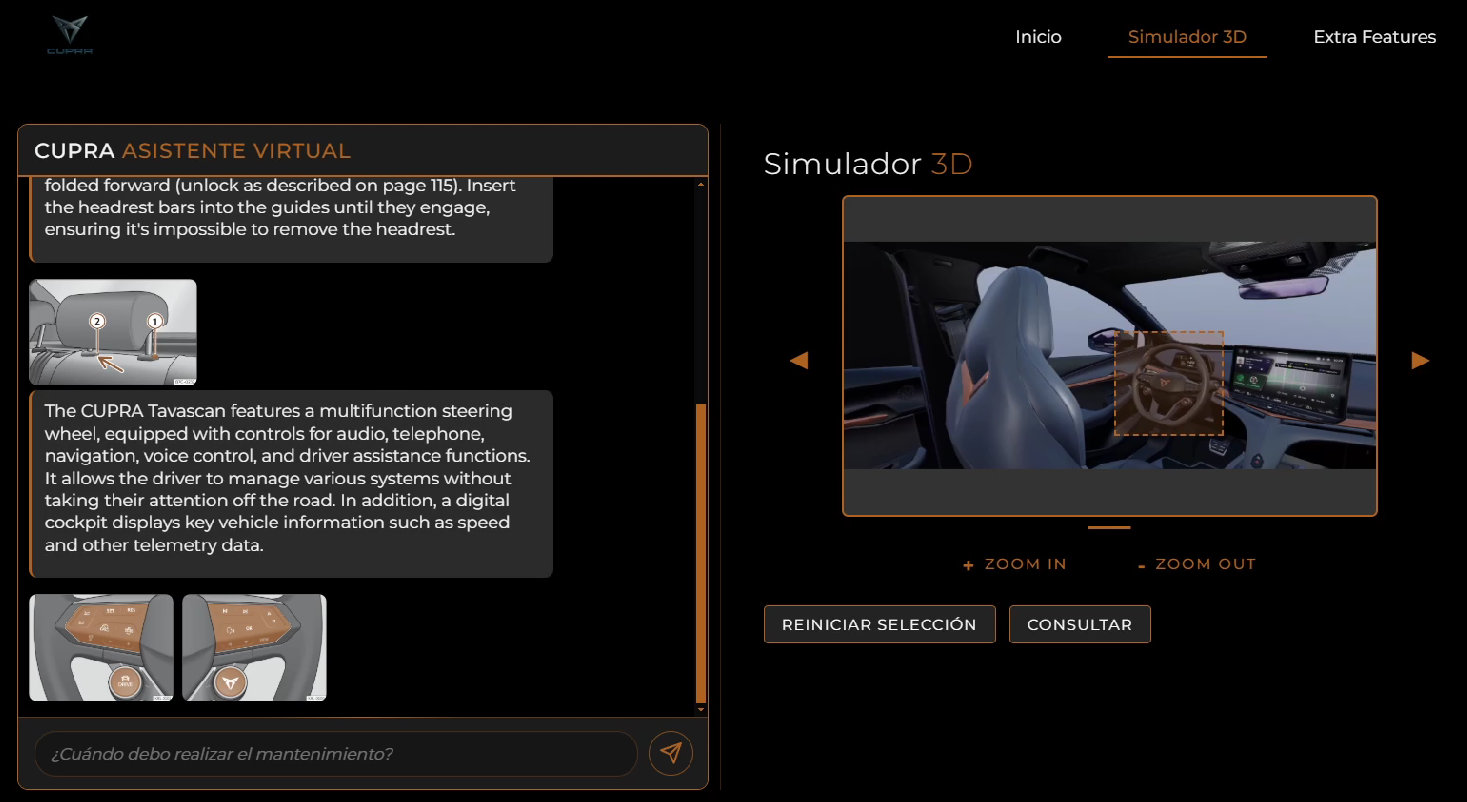 CUPRA
Inicio
Simulador 3D
Extra Features
CUPRA ASISTENTE VIRTUAL
folded forward (unlock as described on page 115). Insert
the headrest bars into the guides until they engage,
ensuring it's impossible to remove the headrest.
2
1
The CUPRA Tavascan features a multifunction steering
wheel, equipped with controls for audio, telephone,
navigation, voice control, and driver assistance functions.
It allows the driver to manage various systems without
taking their attention off the road. In addition, a digital
cockpit displays key vehicle information such as speed
and other telemetry data.
DRIVE
¿Cuándo debo realizar el mantenimiento?
Simulador 3D
+ ZOOM IN
- ZOOM OUT
REINICIAR SELECCIÓN
CONSULTAR